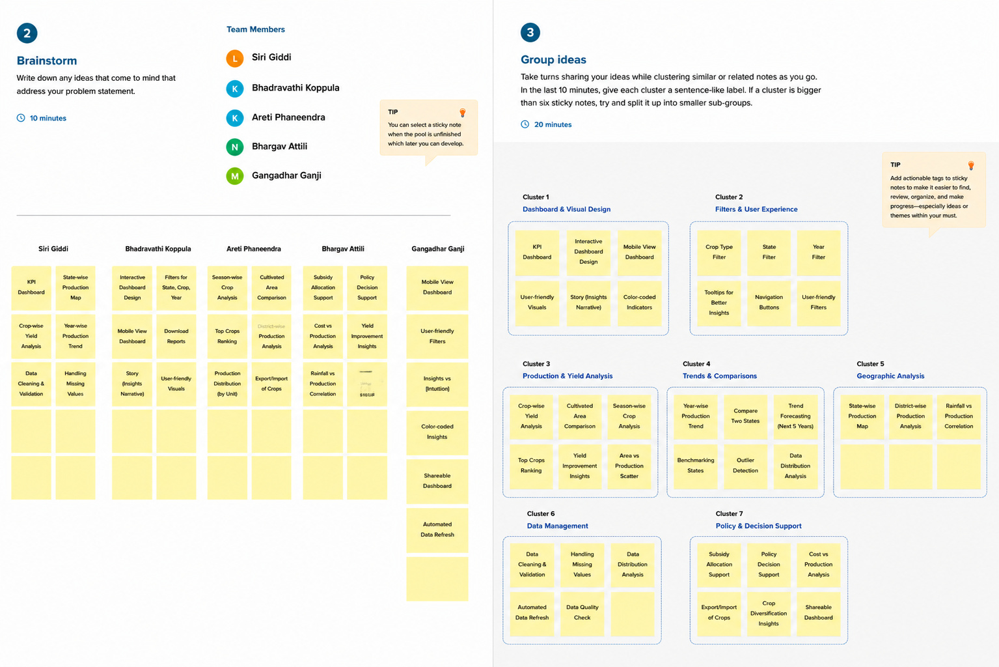 2
Brainstorm
Write down any ideas that come to mind that
address your problem statement.
10 minutes
Team Members
L
Siri Giddi
K
Bhadravathi Koppula
K
Areti Phaneendra
N
Bhargav Attili
M
Gangadhar Ganji
TIP
You can select a sticky note
when the pool is unfinished
which later you can develop.
Siri Giddi
KPI
Dashboard
State-wise
Production
Map
Crop-wise
Yield
Analysis
Year-wise
Production
Trend
Data
Cleaning &
Validation
Handling
Missing
Values
Bhadravathi Koppula
Interactive
Dashboard
Design
Filters for
State, Crop,
Year
Mobile View
Dashboard
Download
Reports
Story
(Insights
Narrative)
User-friendly
Visuals
Areti Phaneendra
Season-wise
Crop
Analysis
Cultivated
Area
Comparison
Top Crops
Ranking
District-wise
Production
Analysis
Production
Distribution
(by Unit)
Export/Import
of Crops
Bhargav Attili
Subsidy
Allocation
Support
Policy
Decision
Support
Cost vs
Production
Analysis
Yield
Improvement
Insights
Rainfall vs
Production
Correlation
Gangadhar Ganji
Mobile View
Dashboard
User-friendly
Filters
Insights vs
[Intuttion]
Color-coded
Insights
Shareable
Dashboard
Automated
Data Refresh
3
Group ideas
Take turns sharing your ideas while clustering similar or related notes as you go.
In the last 10 minutes, give each cluster a sentence-like label. If a cluster is bigger
than six sticky notes, try and split it up into smaller sub-groups.
20 minutes
TIP
Add actionable tags to sticky
notes to make it easier to find,
review, organize, and make
progress—especially ideas or
themes within your must.
Cluster 1
Dashboard & Visual Design
KPI
Dashboard
Interactive
Dashboard
Design
Mobile View
Dashboard
User-friendly
Visuals
Story (Insights
Narrative)
Color-coded
Indicators
Cluster 2
Filters & User Experience
Crop Type
Filter
State
Filter
Year
Filter
Tooltips for
Better
Insights
Navigation
Buttons
User-friendly
Filters
Cluster 3
Production & Yield Analysis
Crop-wise
Yield
Analysis
Cultivated
Area
Comparison
Season-wise
Crop
Analysis
Top Crops
Ranking
Yield
Improvement
Insights
Area vs
Production
Scatter
Cluster 4
Trends & Comparisons
Year-wise
Production
Trend
Compare
Two States
Trend
Forecasting
(Next 5 Years)
Benchmarking
States
Outlier
Detection
Data
Distribution
Analysis
Cluster 5
Geographic Analysis
State-wise
Production
Map
District-wise
Production
Analysis
Rainfall vs
Production
Correlation
Cluster 6
Data Management
Data
Cleaning &
Validation
Handling
Missing
Values
Data
Distribution
Analysis
Automated
Data Refresh
Data Quality
Check
Cluster 7
Policy & Decision Support
Subsidy
Allocation
Support
Policy
Decision
Support
Cost vs
Production
Analysis
Export/Import
of Crops
Crop
Diversification
Insights
Shareable
Dashboard